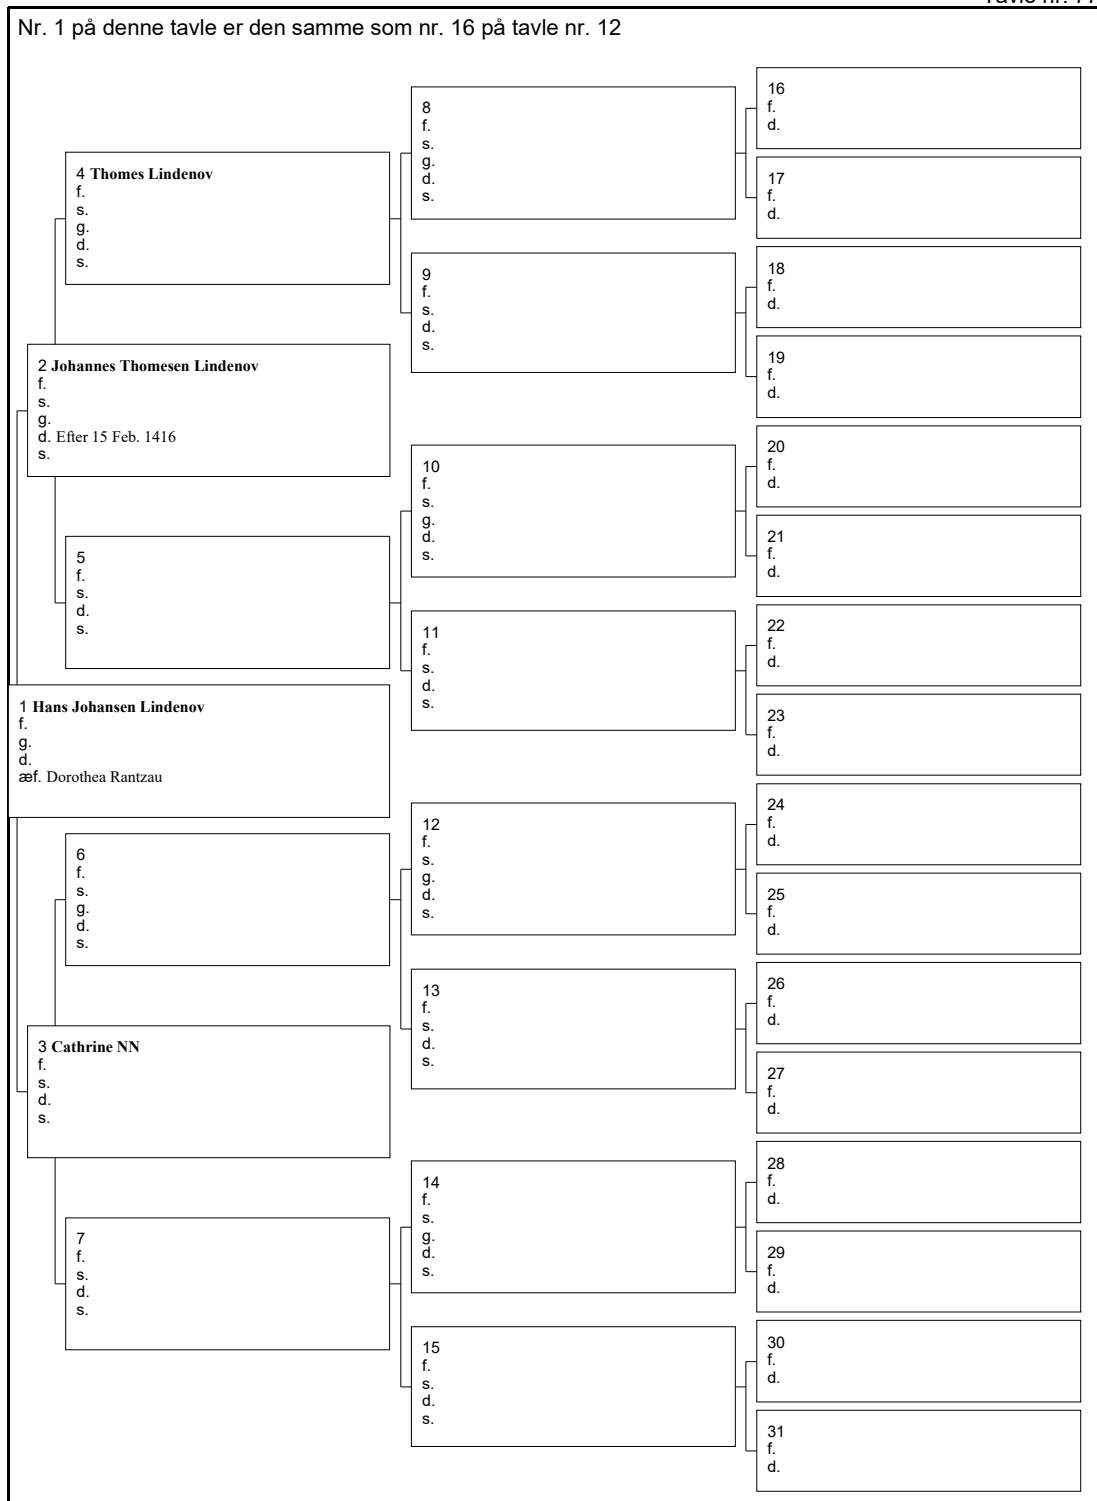 Nr. 1 på denne tavle er den samme som nr. 16 på tavle nr. 12
4 Thomes Lindenov
f.
s.
g.
d.
s.
2 Johannes Thomesen Lindenov
f.
s.
g.
d. Efter 15 Feb. 1416
s.
5
f.
s.
d.
s.
1 Hans Johansen Lindenov
f.
g.
d.
æf. Dorothea Rantzau
6
f.
s.
g.
d.
s.
3 Cathrine NN
f.
s.
d.
s.
7
f.
s.
d.
s.
8
f.
s.
g.
d.
s.
9
f.
s.
d.
s.
10
f.
s.
g.
d.
s.
11
f.
s.
d.
s.
12
f.
s.
g.
d.
s.
13
f.
s.
d.
s.
14
f.
s.
g.
d.
s.
15
f.
s.
d.
s.
16
f.
d.
17
f.
d.
18
f.
d.
19
f.
d.
20
f.
d.
21
f.
d.
22
f.
d.
23
f.
d.
24
f.
d.
25
f.
d.
26
f.
d.
27
f.
d.
28
f.
d.
29
f.
d.
30
f.
d.
31
f.
d.